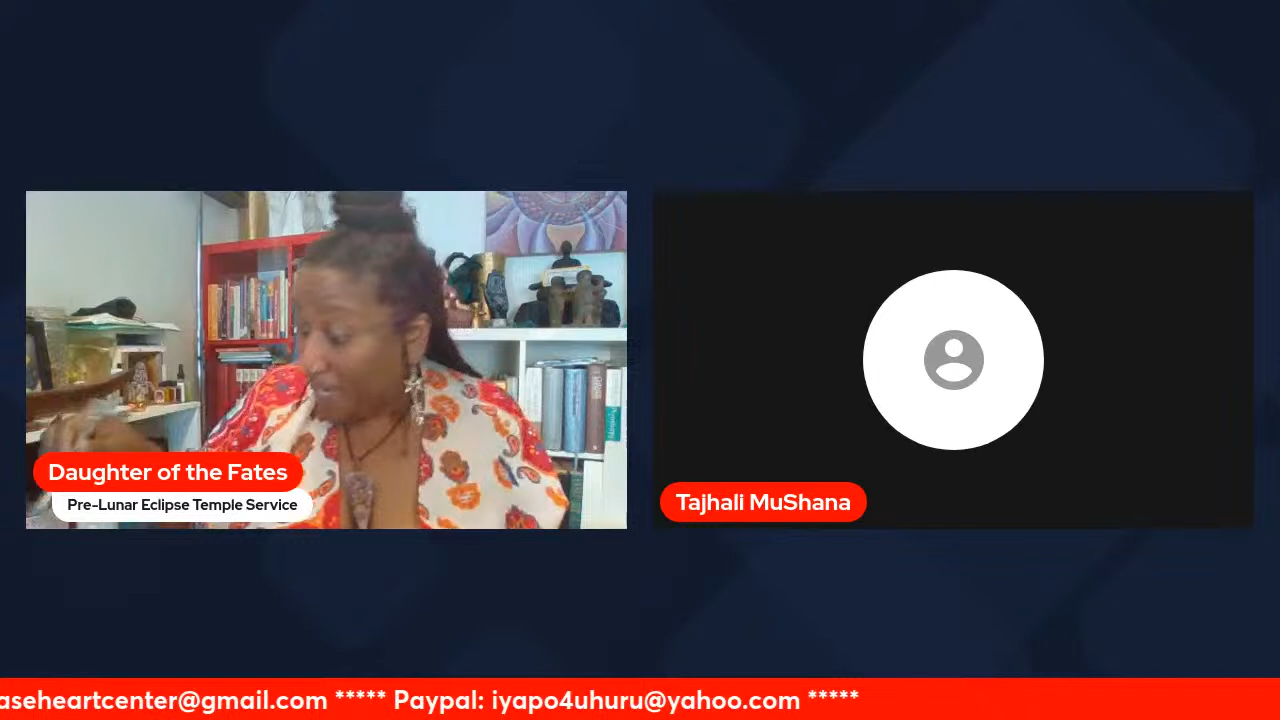 Daughter of the Fates
Pre-Lunar Eclipse Temple Service
Tajhali MuShana
aseheartcenter@gmail.com ***** Paypal: iyapo4uhuru@yahoo.com *****